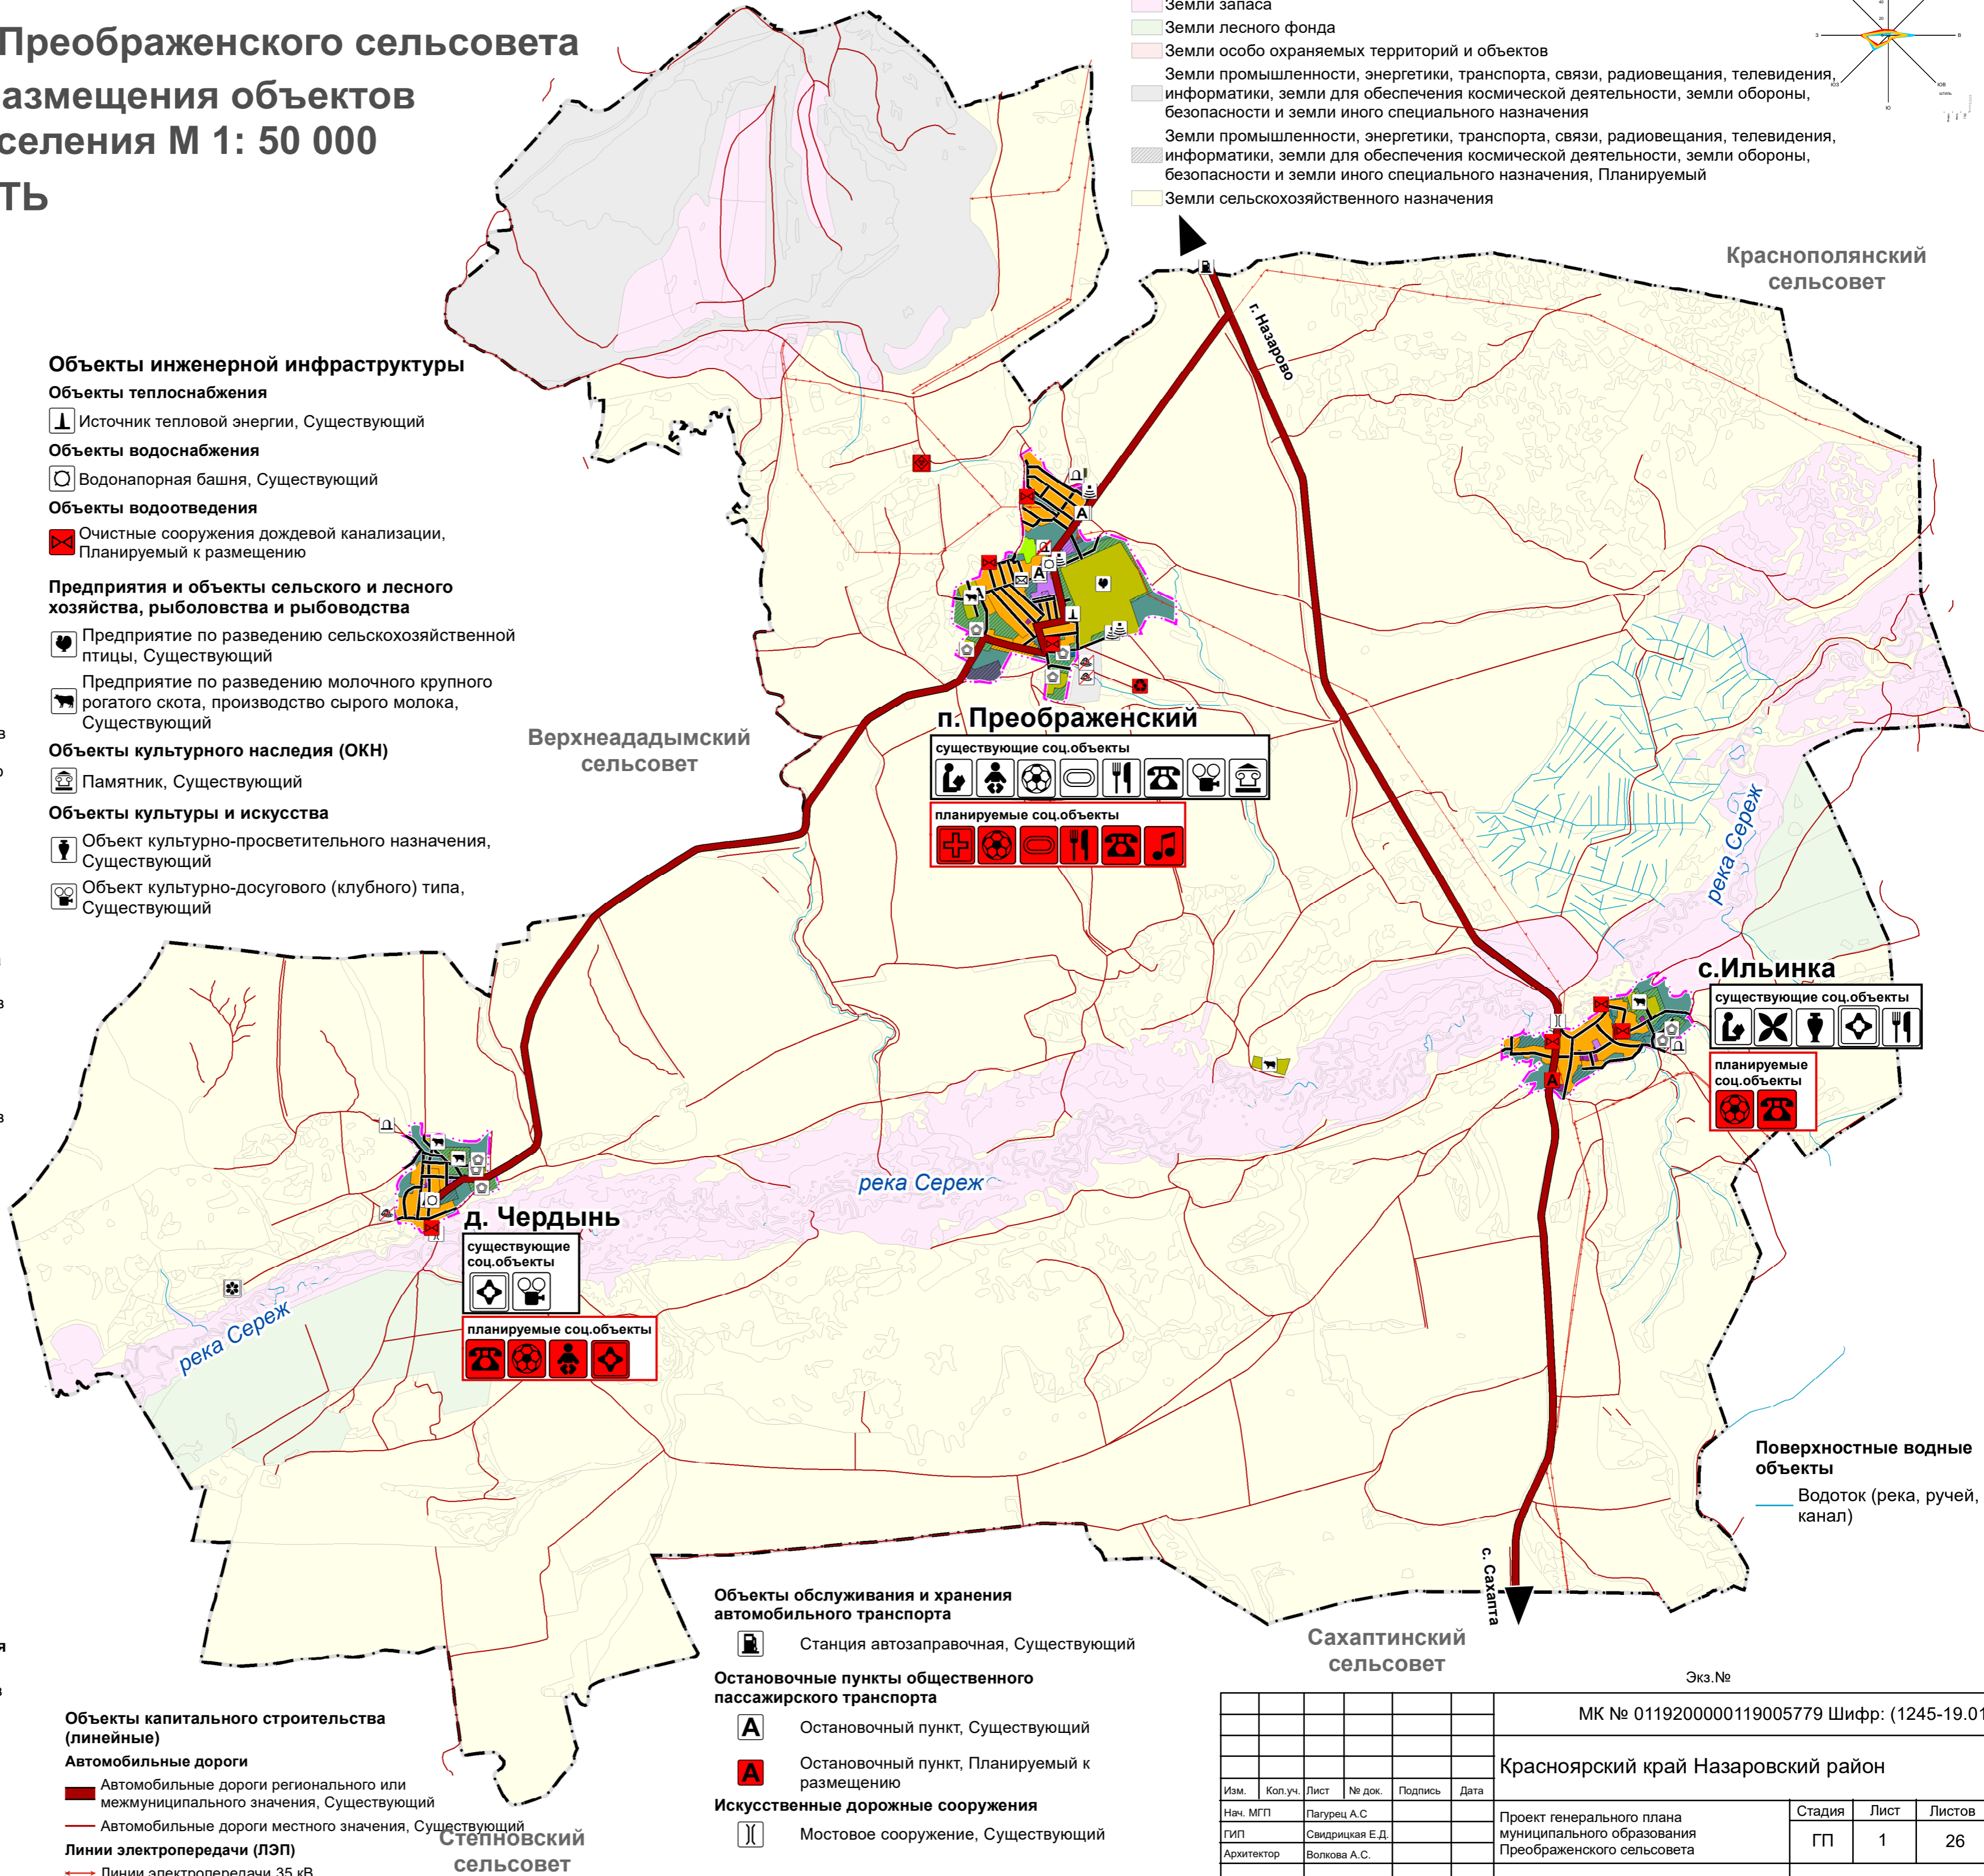 Преображенского сельсовета
азмещения объектов
селения М 1: 50 000
ТЬ
Земли запаса
Земли лесного фонда
Земли особо охраняемых территорий и объектов
Земли промышленности, энергетики, транспорта, связи, радиовещания, телевидения,
информатики, земли для обеспечения космической деятельности, земли обороны,
безопасности и земли иного специального назначения
Земли промышленности, энергетики, транспорта, связи, радиовещания, телевидения,
информатики, земли для обеспечения космической деятельности, земли обороны,
безопасности и земли иного специального назначения, Планируемый
Земли сельскохозяйственного назначения
З
В
ЮЗ
ЮВ
Ю
Краснополянский
сельсовет
г. Назарово
Объекты инженерной инфраструктуры
Объекты теплоснабжения
Источник тепловой энергии, Существующий
Объекты водоснабжения
Водонапорная башня, Существующий
Объекты водоотведения
Очистные сооружения дождевой канализации,
Планируемый к размещению
Предприятия и объекты сельского и лесного
хозяйства, рыболовства и рыбоводства
Предприятие по разведению сельскохозяйственной
птицы, Существующий
Предприятие по разведению молочного крупного
рогатого скота, производство сырого молока,
Существующий
Объекты культурного наследия (ОКН)
Памятник, Существующий
Объекты культуры и искусства
Объект культурно-просветительного назначения,
Существующий
Объект культурно-досугового (клубного) типа,
Существующий
Верхнеададымский
сельсовет
А
А
п. Преображенский
существующие соц.объекты
планируемые соц.объекты
река Сереж
с.Ильинка
существующие соц.объекты
планируемые
соц.объекты
А
река Сереж
д. Чердынь
существующие
соц.объекты
планируемые соц.объекты
река Сереж
Поверхностные водные
объекты
Водоток (река, ручей,
канал)
с. Сахапта
Сахаптинский
сельсовет
Объекты обслуживания и хранения
автомобильного транспорта
Станция автозаправочная, Существующий
Остановочные пункты общественного
пассажирского транспорта
А Остановочный пункт, Существующий
А Остановочный пункт, Планируемый к
размещению
Искусственные дорожные сооружения
Мостовое сооружение, Существующий
Объекты капитального строительства
(линейные)
Автомобильные дороги
Автомобильные дороги регионального или
межмуниципального значения, Существующий
Автомобильные дороги местного значения, Существующий
Линии электропередачи (ЛЭП)
Линии электропередачи 35 кВ
Степновский
сельсовет
Экз.№
МК № 0119200000119005779 Шифр: (1245-19.01
Красноярский край Назаровский район
Изм. Кол.уч. Лист № док. Подпись Дата
Нач. МГП Пагурец А.С
ГИП Свидрицкая Е.Д.
Архитектор Волкова А.С.
Проект генерального плана
муниципального образования
Преображенского сельсовета
Стадия Лист Листов
ГП 1 26